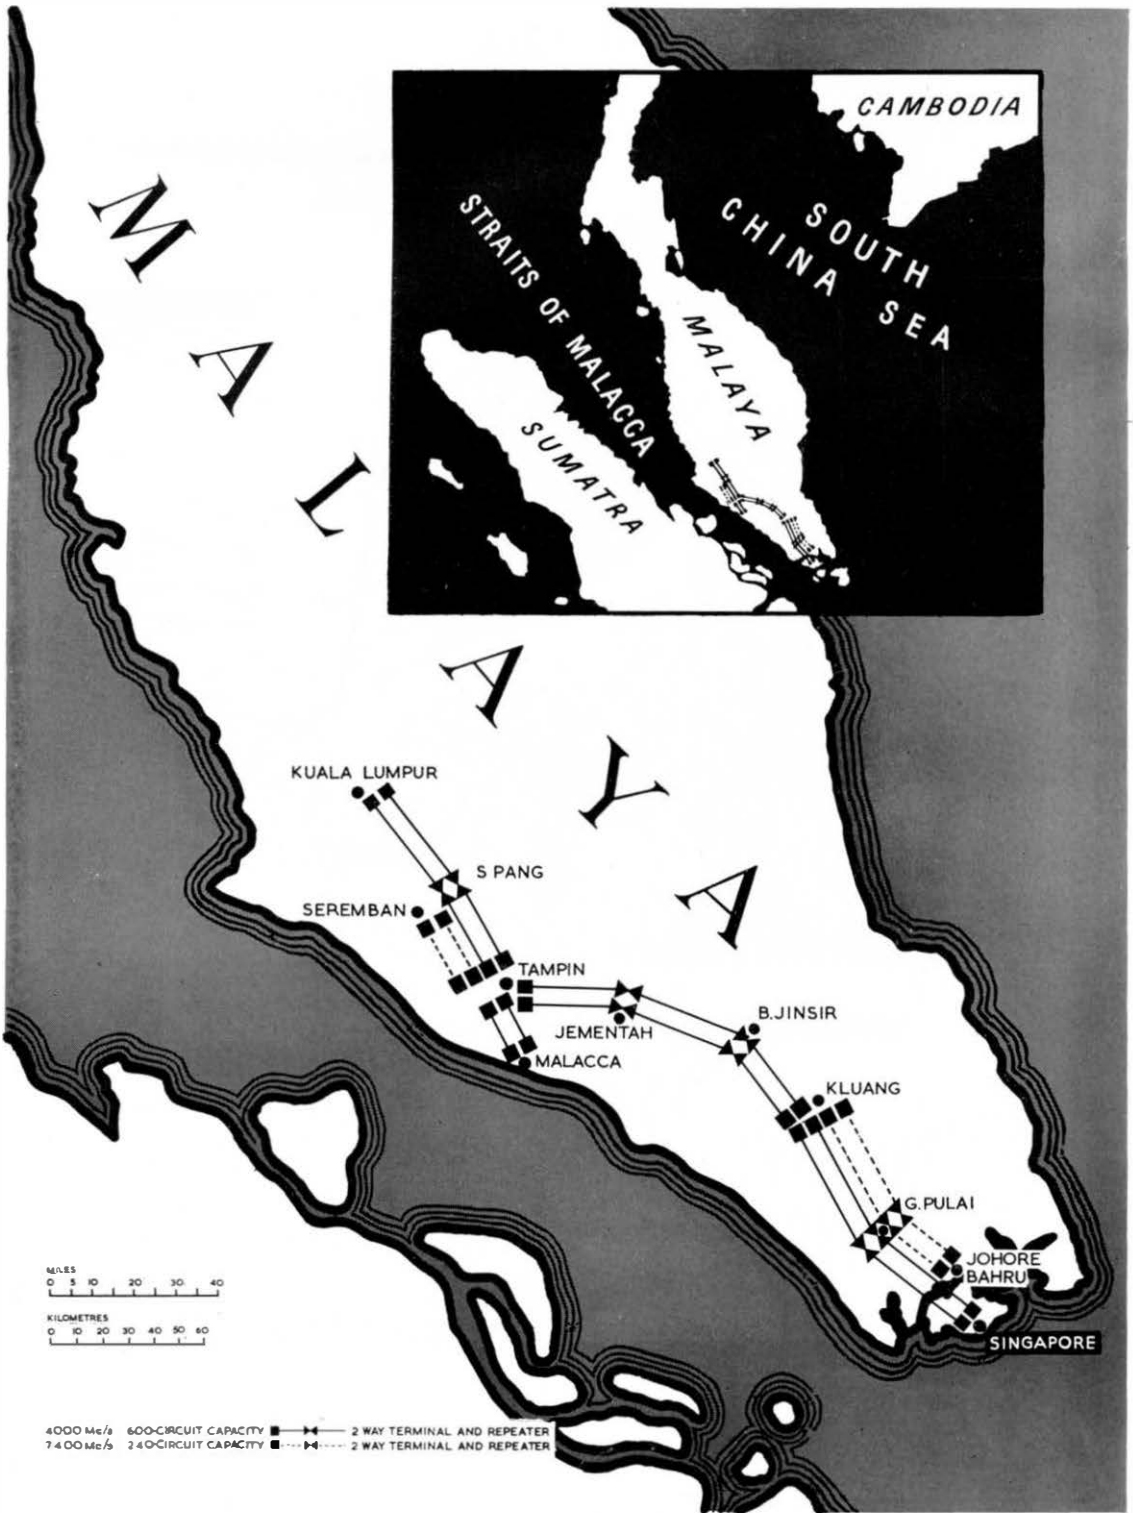 CAMBODIA
SOUTH
CHINA SEA
STRAITS OF MALACCA
MALAYA
SUMATRA
MALAYA
KUALA LUMPUR
S PANG
SEREMBAN
TAMPIN
JEMENTAH
B.JINSIR
MALACCA
KLUANG
G.PULAI
JOHORE
BAHRU
SINGAPORE
MILES
0 5 10 20 30 40
KILOMETRES
0 10 20 30 40 50 60
4000 Mc/s 600-CIRCUIT CAPACITY 2 WAY TERMINAL AND REPEATER
7400 Mc/s 240-CIRCUIT CAPACITY 2 WAY TERMINAL AND REPEATER